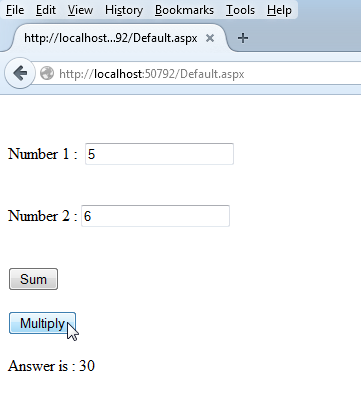 File Edit View History Bookmarks Tools Help
http://localhost...92/Default.aspx
http://localhost:50792/Default.aspx
Number 1 : 5
Number 2 : 6
Sum
Multiply
Answer is : 30